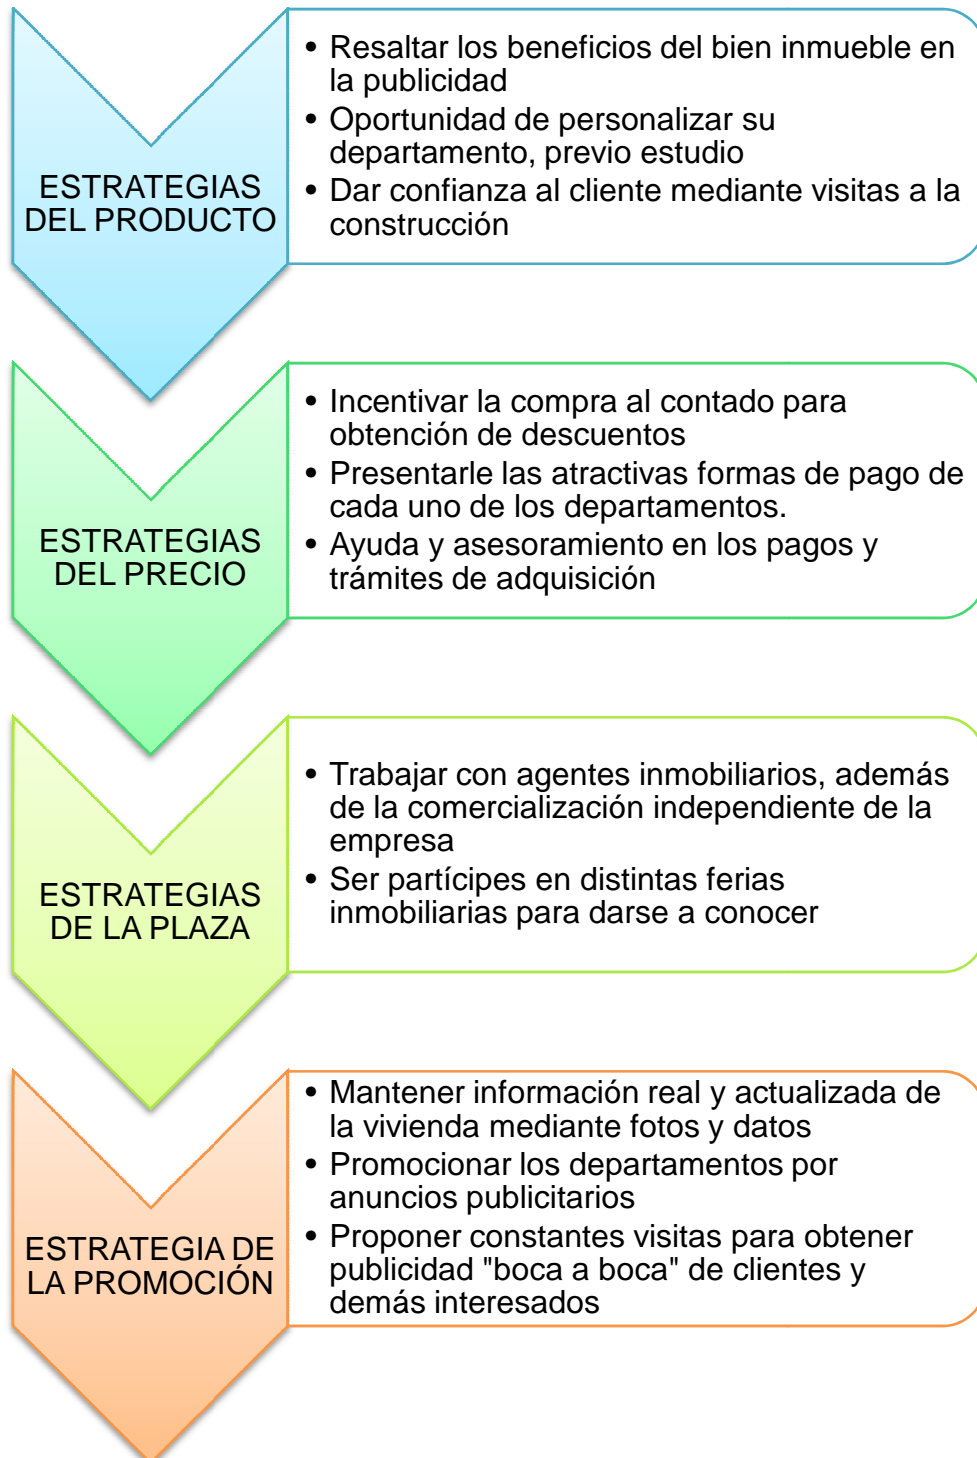 ESTRATEGIAS
DEL PRODUCTO
• Resaltar los beneficios del bien inmueble en
la publicidad
• Oportunidad de personalizar su
departamento, previo estudio
• Dar confianza al cliente mediante visitas a la
construcción
ESTRATEGIAS
DEL PRECIO
• Incentivar la compra al contado para
obtención de descuentos
• Presentarle las atractivas formas de pago de
cada uno de los departamentos.
• Ayuda y asesoramiento en los pagos y
trámites de adquisición
ESTRATEGIAS
DE LA PLAZA
• Trabajar con agentes inmobiliarios, además
de la comercialización independiente de la
empresa
• Ser partícipes en distintas ferias
inmobiliarias para darse a conocer
ESTRATEGIA DE
LA PROMOCIÓN
• Mantener información real y actualizada de
la vivienda mediante fotos y datos
• Promocionar los departamentos por
anuncios publicitarios
• Proponer constantes visitas para obtener
publicidad "boca a boca" de clientes y
demás interesados